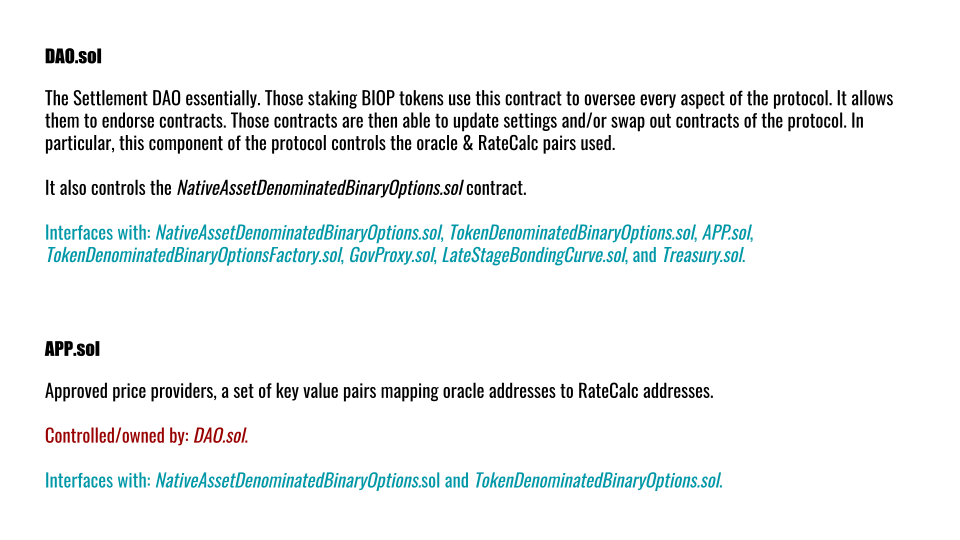 DAO.sol
The Settlement DAO essentially. Those staking BIOP tokens use this contract to oversee every aspect of the protocol. It allows
them to endorse contracts. Those contracts are then able to update settings and/or swap out contracts of the protocol. In
particular, this component of the protocol controls the oracle & RateCalc pairs used.
It also controls the NativeAssetDenominatedBinaryOptions.sol contract.
Interfaces with: NativeAssetDenominatedBinaryOptions.sol, TokenDenominatedBinaryOptions.sol, APP.sol,
TokenDenominatedBinaryOptionsFactory.sol, GovProxy.sol, LateStageBondingCurve.sol, and Treasury.sol.
APP.sol
Approved price providers, a set of key value pairs mapping oracle addresses to RateCalc addresses.
Controlled/owned by: DAO.sol.
Interfaces with: NativeAssetDenominatedBinaryOptions.sol and TokenDenominatedBinaryOptions.sol.